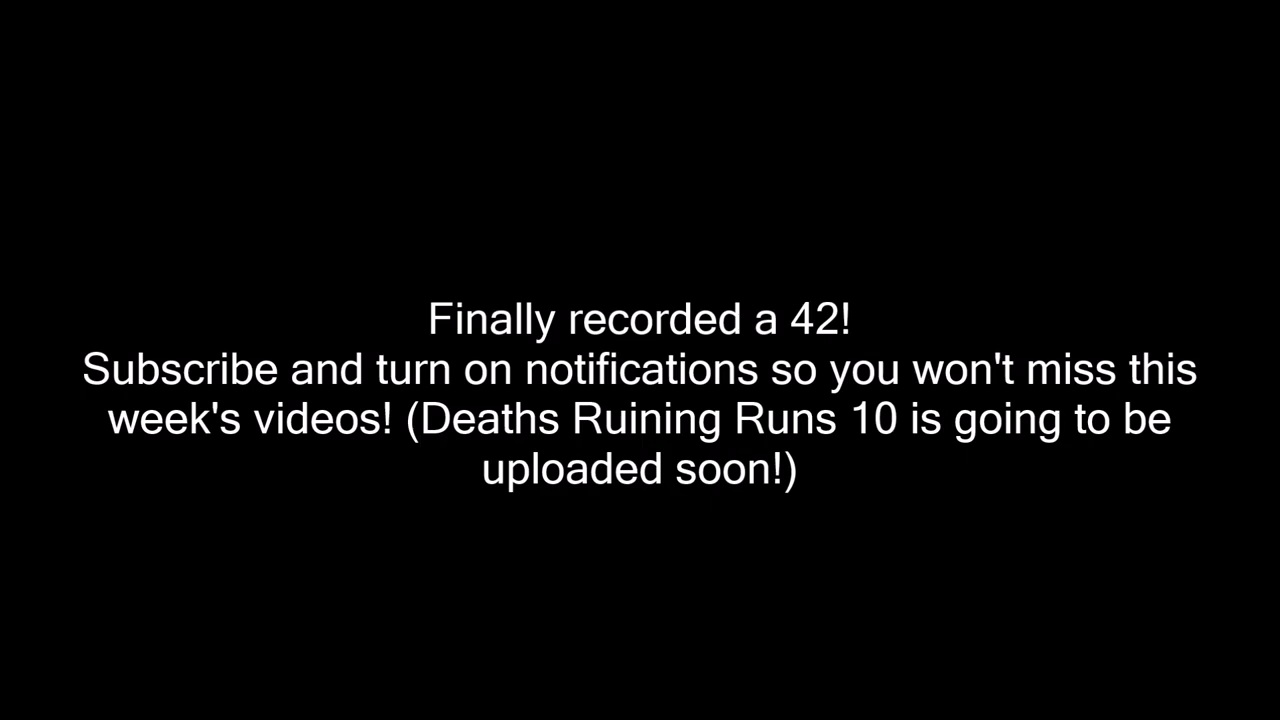 Finally recorded a 42!
Subscribe and turn on notifications so you won't miss this
week's videos! (Deaths Ruining Runs 10 is going to be
uploaded soon!)